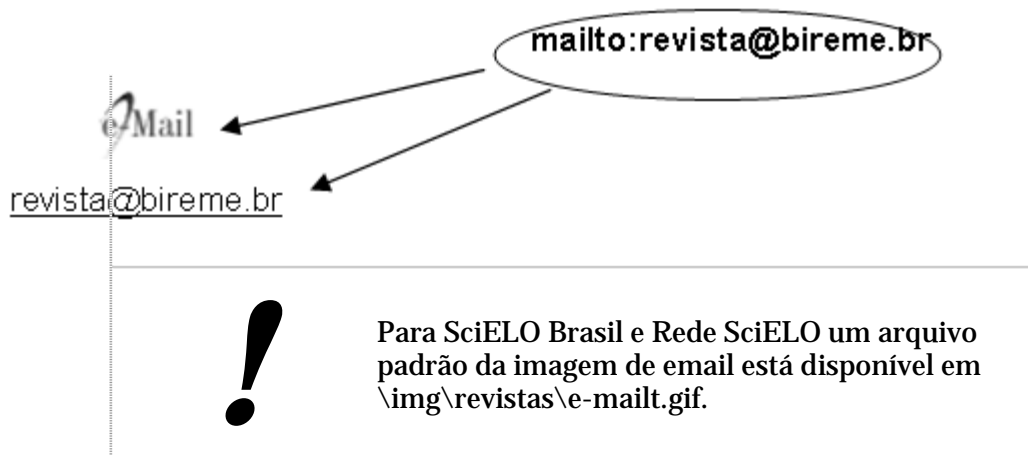 mailto:revista@bireme.br
e-Mail
revista@bireme.br
!
Para SciELO Brasil e Rede SciELO um arquivo
padrão da imagem de email está disponível em
\img\revistas\e-mailt.gif.